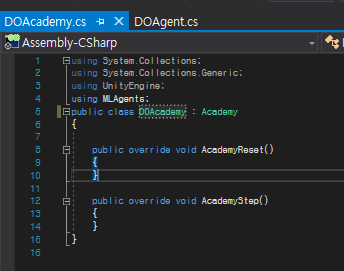 DOAcademy.cs DOAgent.cs
Assembly-CSharp
1 using System.Collections;
2 using System.Collections.Generic;
3 using UnityEngine;
4 using MLAgents;
5 public class DOAcademy : Academy
6 {
7
8 public override void AcademyReset()
9 {
10 }
11
12 public override void AcademyStep()
13 {
14 }
15
16 }